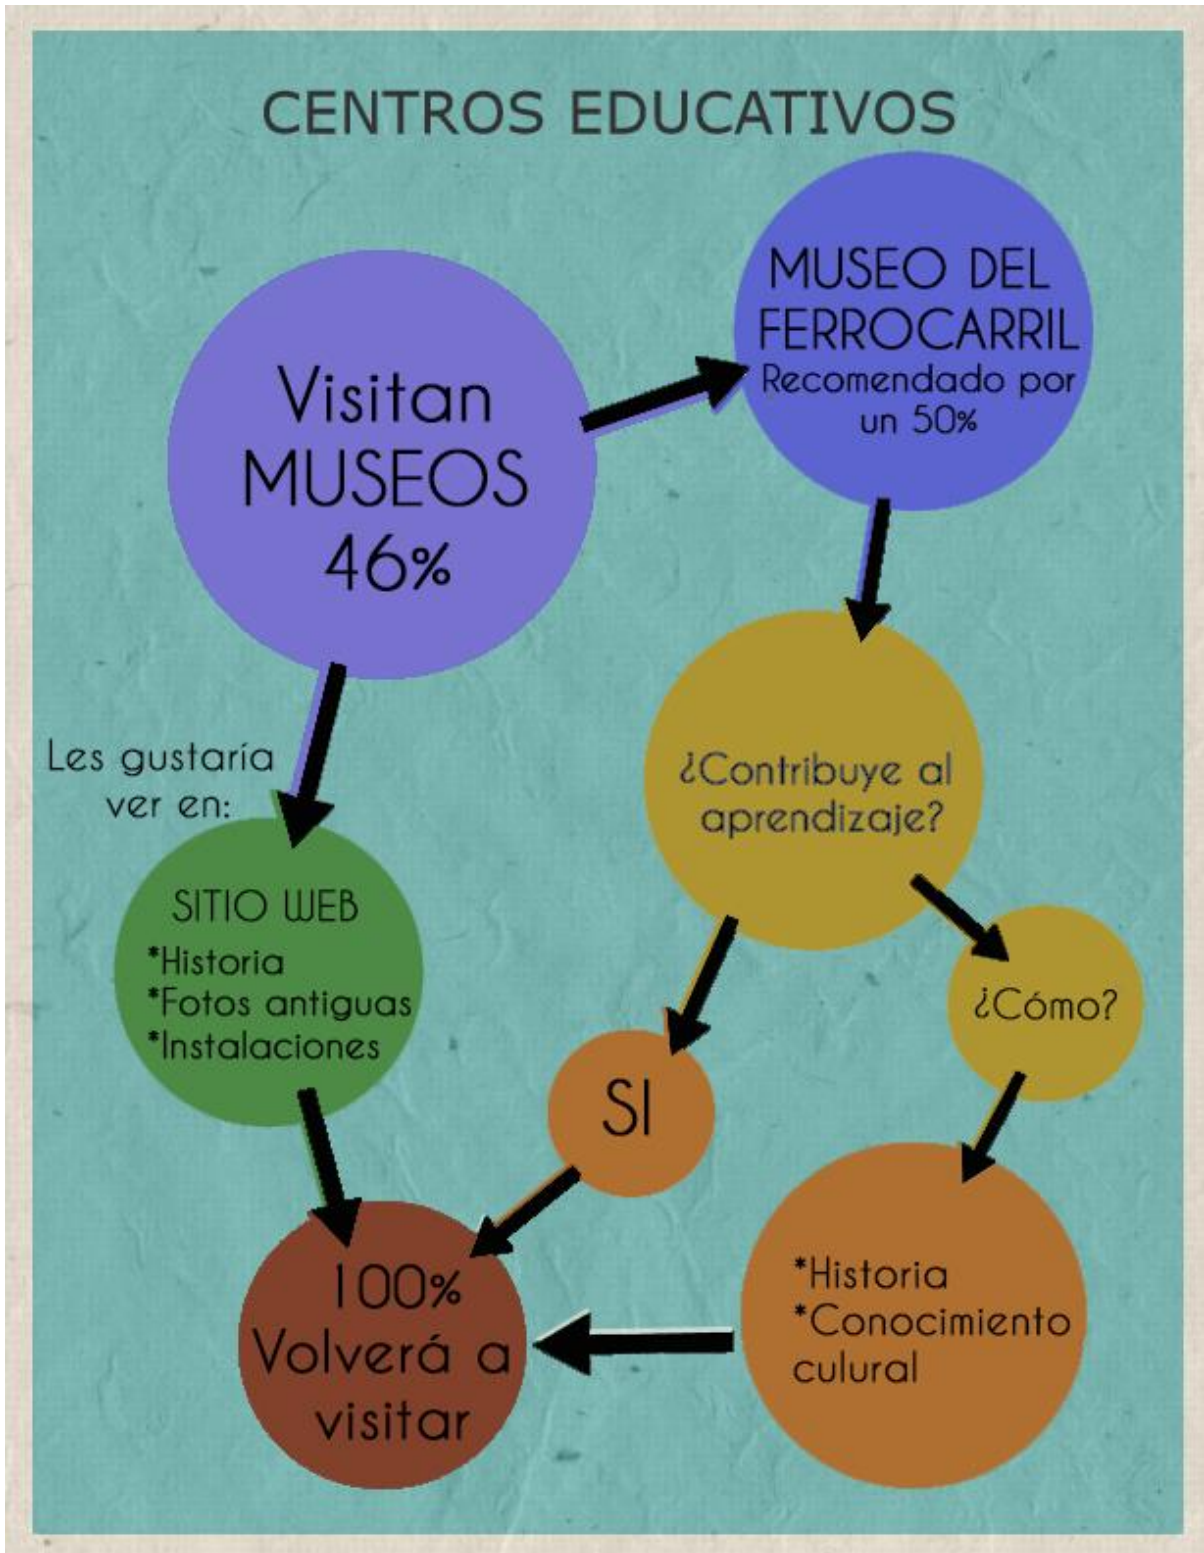 CENTROS EDUCATIVOS
Visitan
MUSEOS
46%
MUSEO DEL
FERROCARRIL
Recomendado por
un 50%
Les gustaría
ver en:
SITIO WEB
*Historia
*Fotos antiguas
*Instalaciones
¿Contribuye al
aprendizaje?
¿Cómo?
SI
*Historia
*Conocimiento
culural
100%
Volverá a
visitar